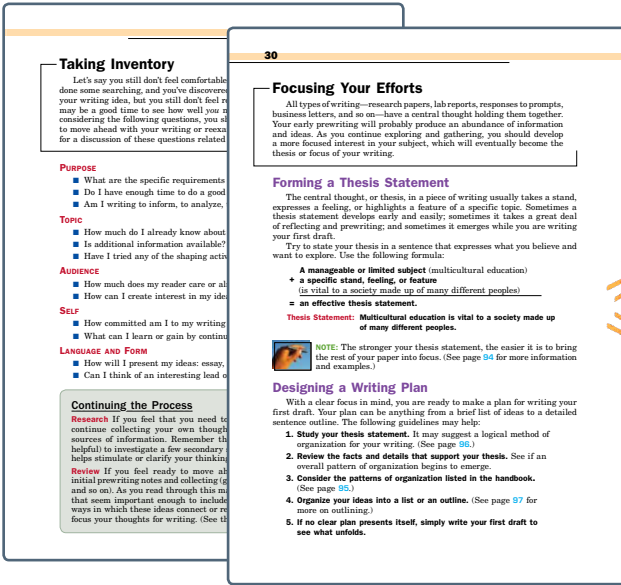 Taking Inventory
Let's say you still don't feel comfortable
done some searching, and you've discovered
your writing idea, but you still don't feel
may be a good time to see how well you
considering the following questions, you
to move ahead with your writing or
for a discussion of these questions related
PURPOSE
■ What are the specific requirements
■ Do I have enough time to do a good
■ Am I writing to inform, to analyze,
TOPIC
■ How much do I already know about
■ Is additional information available?
■ Have I tried any of the shaping
AUDIENCE
■ How much does my reader care or
■ How can I create interest in my
SELF
■ How committed am I to my writing
■ What can I learn or gain by
LANGUAGE AND FORM
■ How will I present my ideas: essay,
■ Can I think of an interesting lead
Continuing the Process
Research If you feel that you need to
continue collecting your own
sources of information. Remember
helpful) to investigate a few secondary
helps stimulate or clarify your thinking
Review If you feel ready to move
initial prewriting notes and collecting
and so on). As you read through this
that seem important enough to include
ways in which these ideas connect or
focus your thoughts for writing. (See
30
Focusing Your Efforts
All types of writing—research papers, lab reports, responses to prompts,
business letters, and so on—have a central thought holding them together.
Your early prewriting will probably produce an abundance of information
and ideas. As you continue exploring and gathering, you should develop
a more focused interest in your subject, which will eventually become the
thesis or focus of your writing.
Forming a Thesis Statement
The central thought, or thesis, in a piece of writing usually takes a stand,
expresses a feeling, or highlights a feature of a specific topic. Sometimes a
thesis statement develops early and easily; sometimes it takes a great deal
of reflecting and prewriting; and sometimes it emerges while you are writing
your first draft.
Try to state your thesis in a sentence that expresses what you believe and
want to explore. Use the following formula:
A manageable or limited subject (multicultural education)
+ a specific stand, feeling, or feature
(is vital to a society made up of many different peoples)
= an effective thesis statement.
Thesis Statement: Multicultural education is vital to a society made up
of many different peoples.
NOTE: The stronger your thesis statement, the easier it is to bring
the rest of your paper into focus. (See page 94 for more information
and examples.)
Designing a Writing Plan
With a clear focus in mind, you are ready to make a plan for writing your
first draft. Your plan can be anything from a brief list of ideas to a detailed
sentence outline. The following guidelines may help:
1. Study your thesis statement. It may suggest a logical method of
organization for your writing. (See page 96.)
2. Review the facts and details that support your thesis. See if an
overall pattern of organization begins to emerge.
3. Consider the patterns of organization listed in the handbook.
(See page 95.)
4. Organize your ideas into a list or an outline. (See page 97 for
more on outlining.)
5. If no clear plan presents itself, simply write your first draft to
see what unfolds.